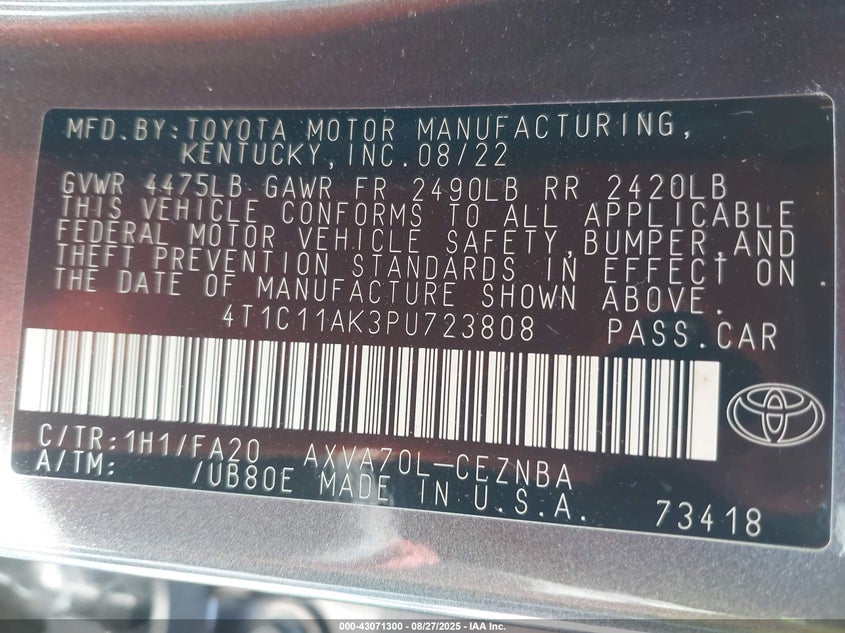 MFD.BY:TOYOTA MOTOR MANUFACTURING,
KENTUCKY,INC.08/22
GVWR 4475LB GAWR FR 2490LB RR 2420LB
THIS VEHICLE CONFORMS TO ALL APPLICABLE
FEDERAL MOTOR VEHICLE SAFETY,BUMPER,AND
THEFT PREVENTION STANDARDS IN EFFECT ON
THE DATE OF MANUFACTURE SHOWN ABOVE.
4T1C11AK3PU723808 PASS.CAR
C/TR:1H1/FA20 AXVA70L-CEZNBA
A/TM: /UB80E MADE IN U.S.A.
73418
000-43071300 - 08/27/2025 - IAA Inc.